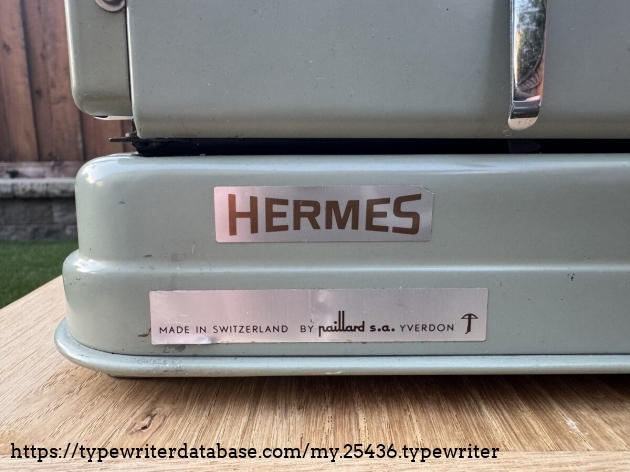 HERMES
MADE IN SWITZERLAND BY paillard s.a. YVERDON
https://typewriterdatabase.com/my.25436.typewriter